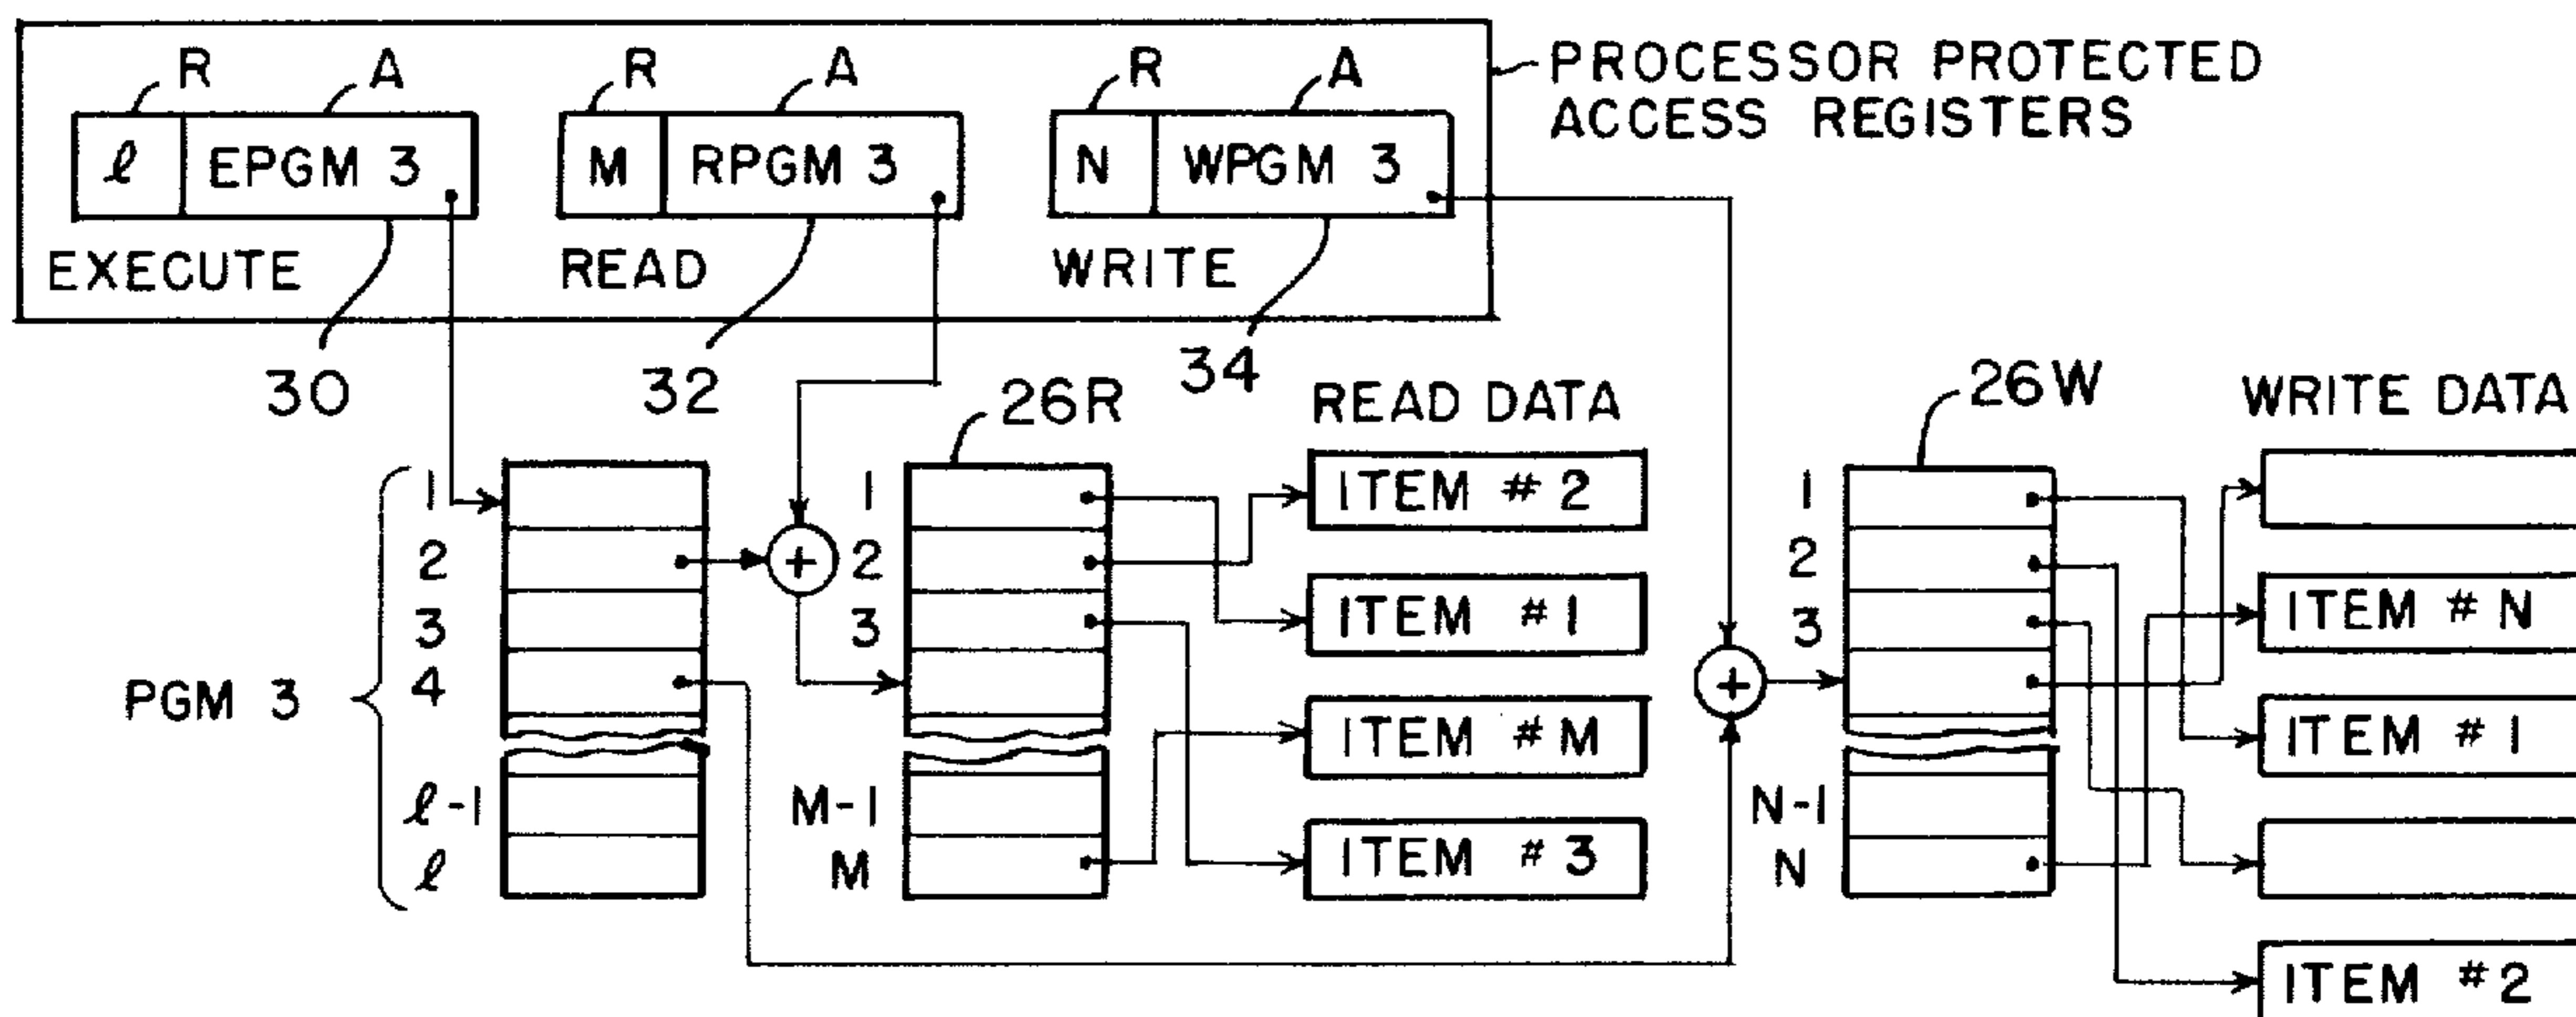 R A R A R A
PROCESSOR PROTECTED
ACCESS REGISTERS
ℓ EPGM 3 M RPGM 3 N WPGM 3
EXECUTE READ WRITE
30 32 34
26R READ DATA 26W WRITE DATA
1 1 ITEM #2 1
2 + 2 2
3 3 ITEM #1 3 ITEM #N
PGM 3 4 ITEM #M + ITEM #1
ℓ-1 M-1 N-1
ℓ M ITEM #3 N
ITEM #2